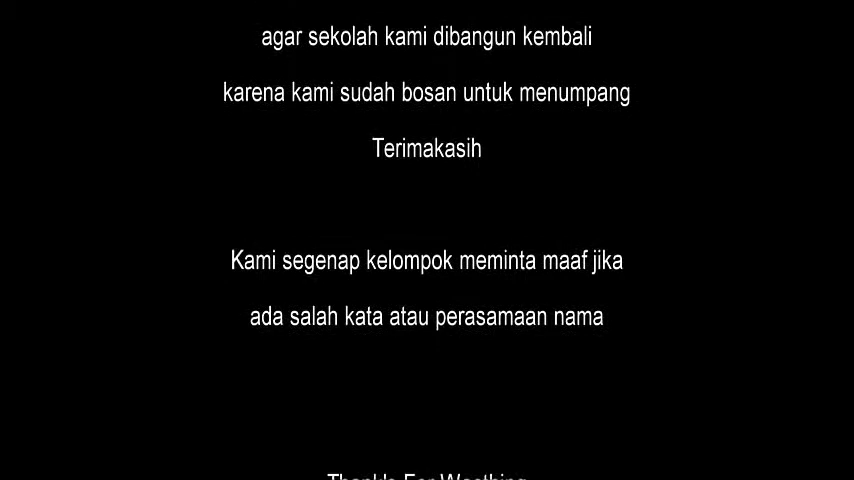 agar sekolah kami dibangun kembali
karena kami sudah bosan untuk menumpang
Terimakasih
Kami segenap kelompok meminta maaf jika
ada salah kata atau perasamaan nama
For